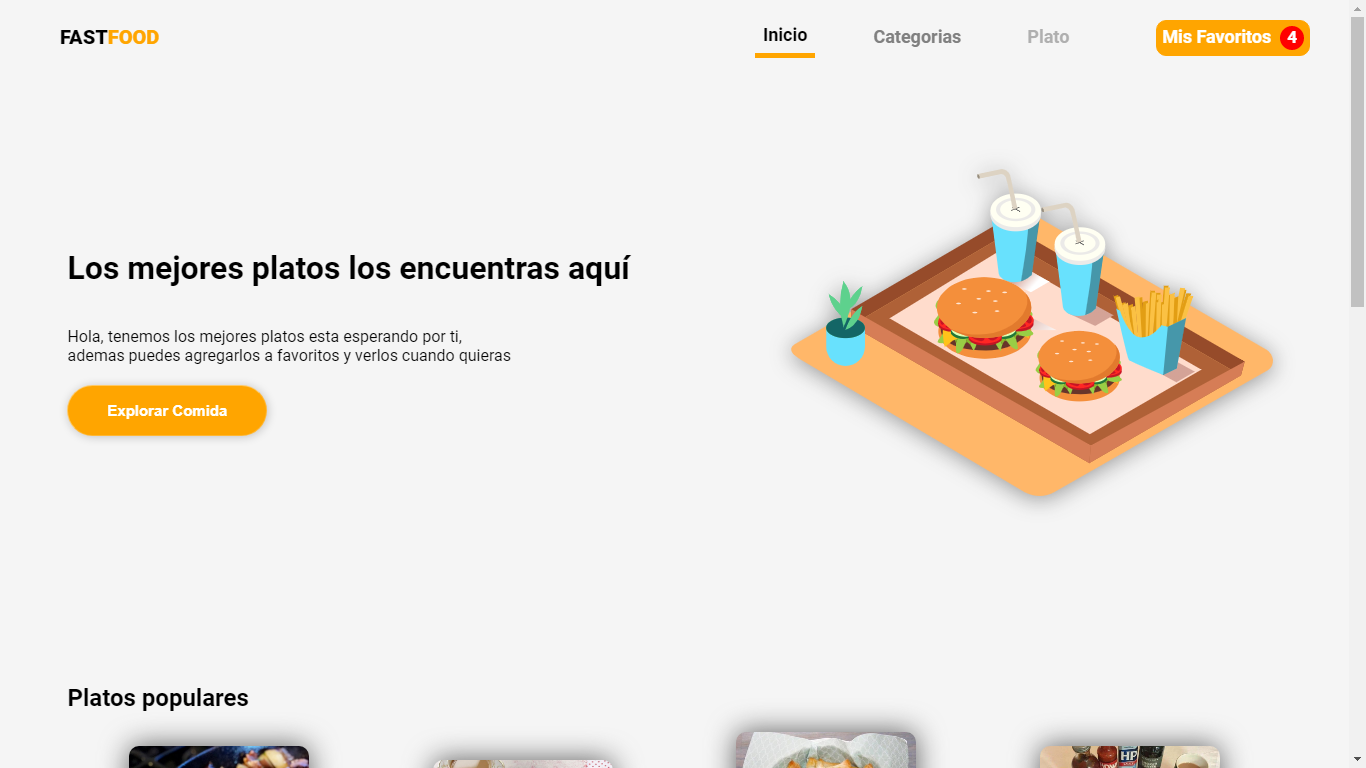 FASTFOOD
Inicio
Categorias
Plato
Mis Favoritos 4
Los mejores platos los encuentras aquí
Hola, tenemos los mejores platos esta esperando por ti,
ademas puedes agregarlos a favoritos y verlos cuando quieras
Explorar Comida
Platos populares
HP